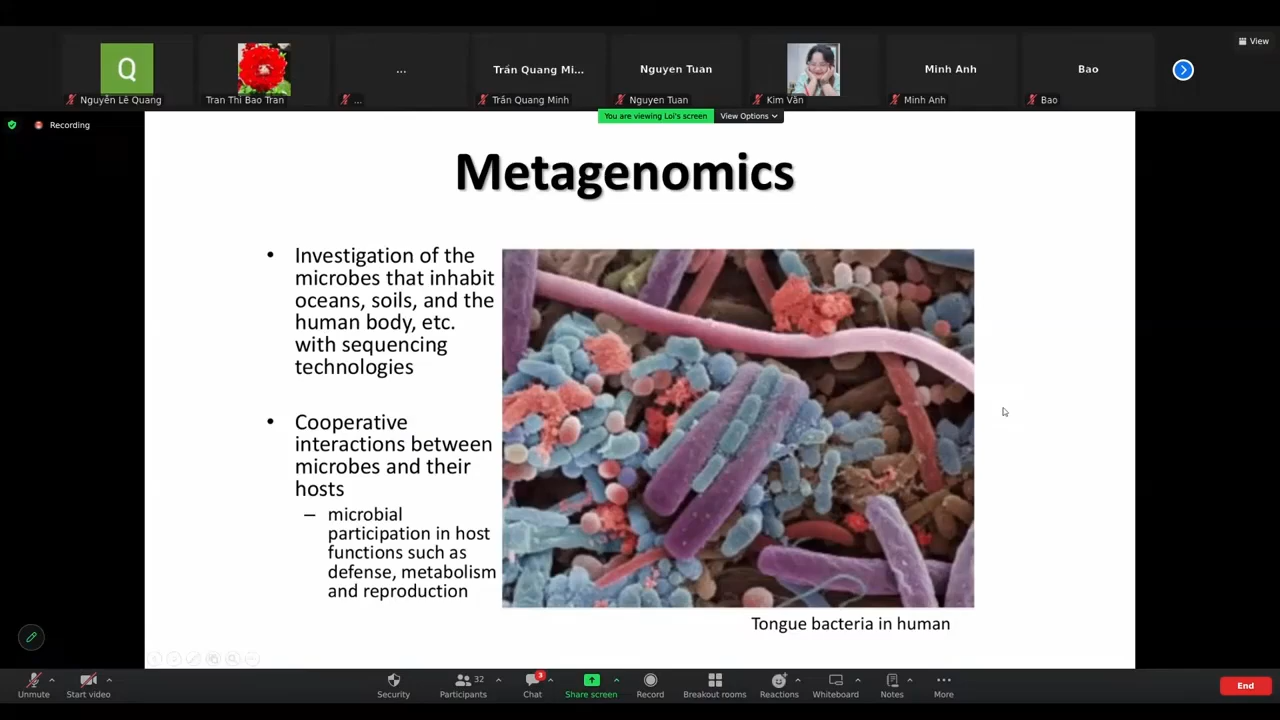 View
Q
...
Trần Quang Mi...
Nguyen Tuan
Minh Anh
Bao
Nguyễn Lê Quang
Tran Thi Bao Tran
...
Trần Quang Minh
Nguyen Tuan
Kim Văn
Minh Anh
Bao
You are viewing Loi's screen
View Options
Recording
Metagenomics
• Investigation of the
microbes that inhabit
oceans, soils, and the
human body, etc.
with sequencing
technologies
• Cooperative
interactions between
microbes and their
hosts
– microbial
participation in host
functions such as
defense, metabolism
and reproduction
Tongue bacteria in human
Unmute
Start video
Security
32
Participants
3
Chat
Share screen
Record
Breakout rooms
Reactions
Whiteboard
Notes
More
End